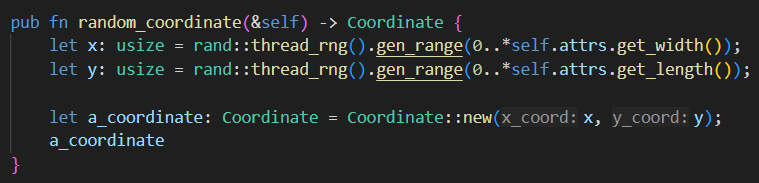 pub fn random_coordinate(&self) -> Coordinate {
    let x: usize = rand::thread_rng().gen_range(0..*self.attrs.get_width());
    let y: usize = rand::thread_rng().gen_range(0..*self.attrs.get_length());

    let a_coordinate: Coordinate = Coordinate::new(x_coord: x, y_coord: y);
    a_coordinate
}